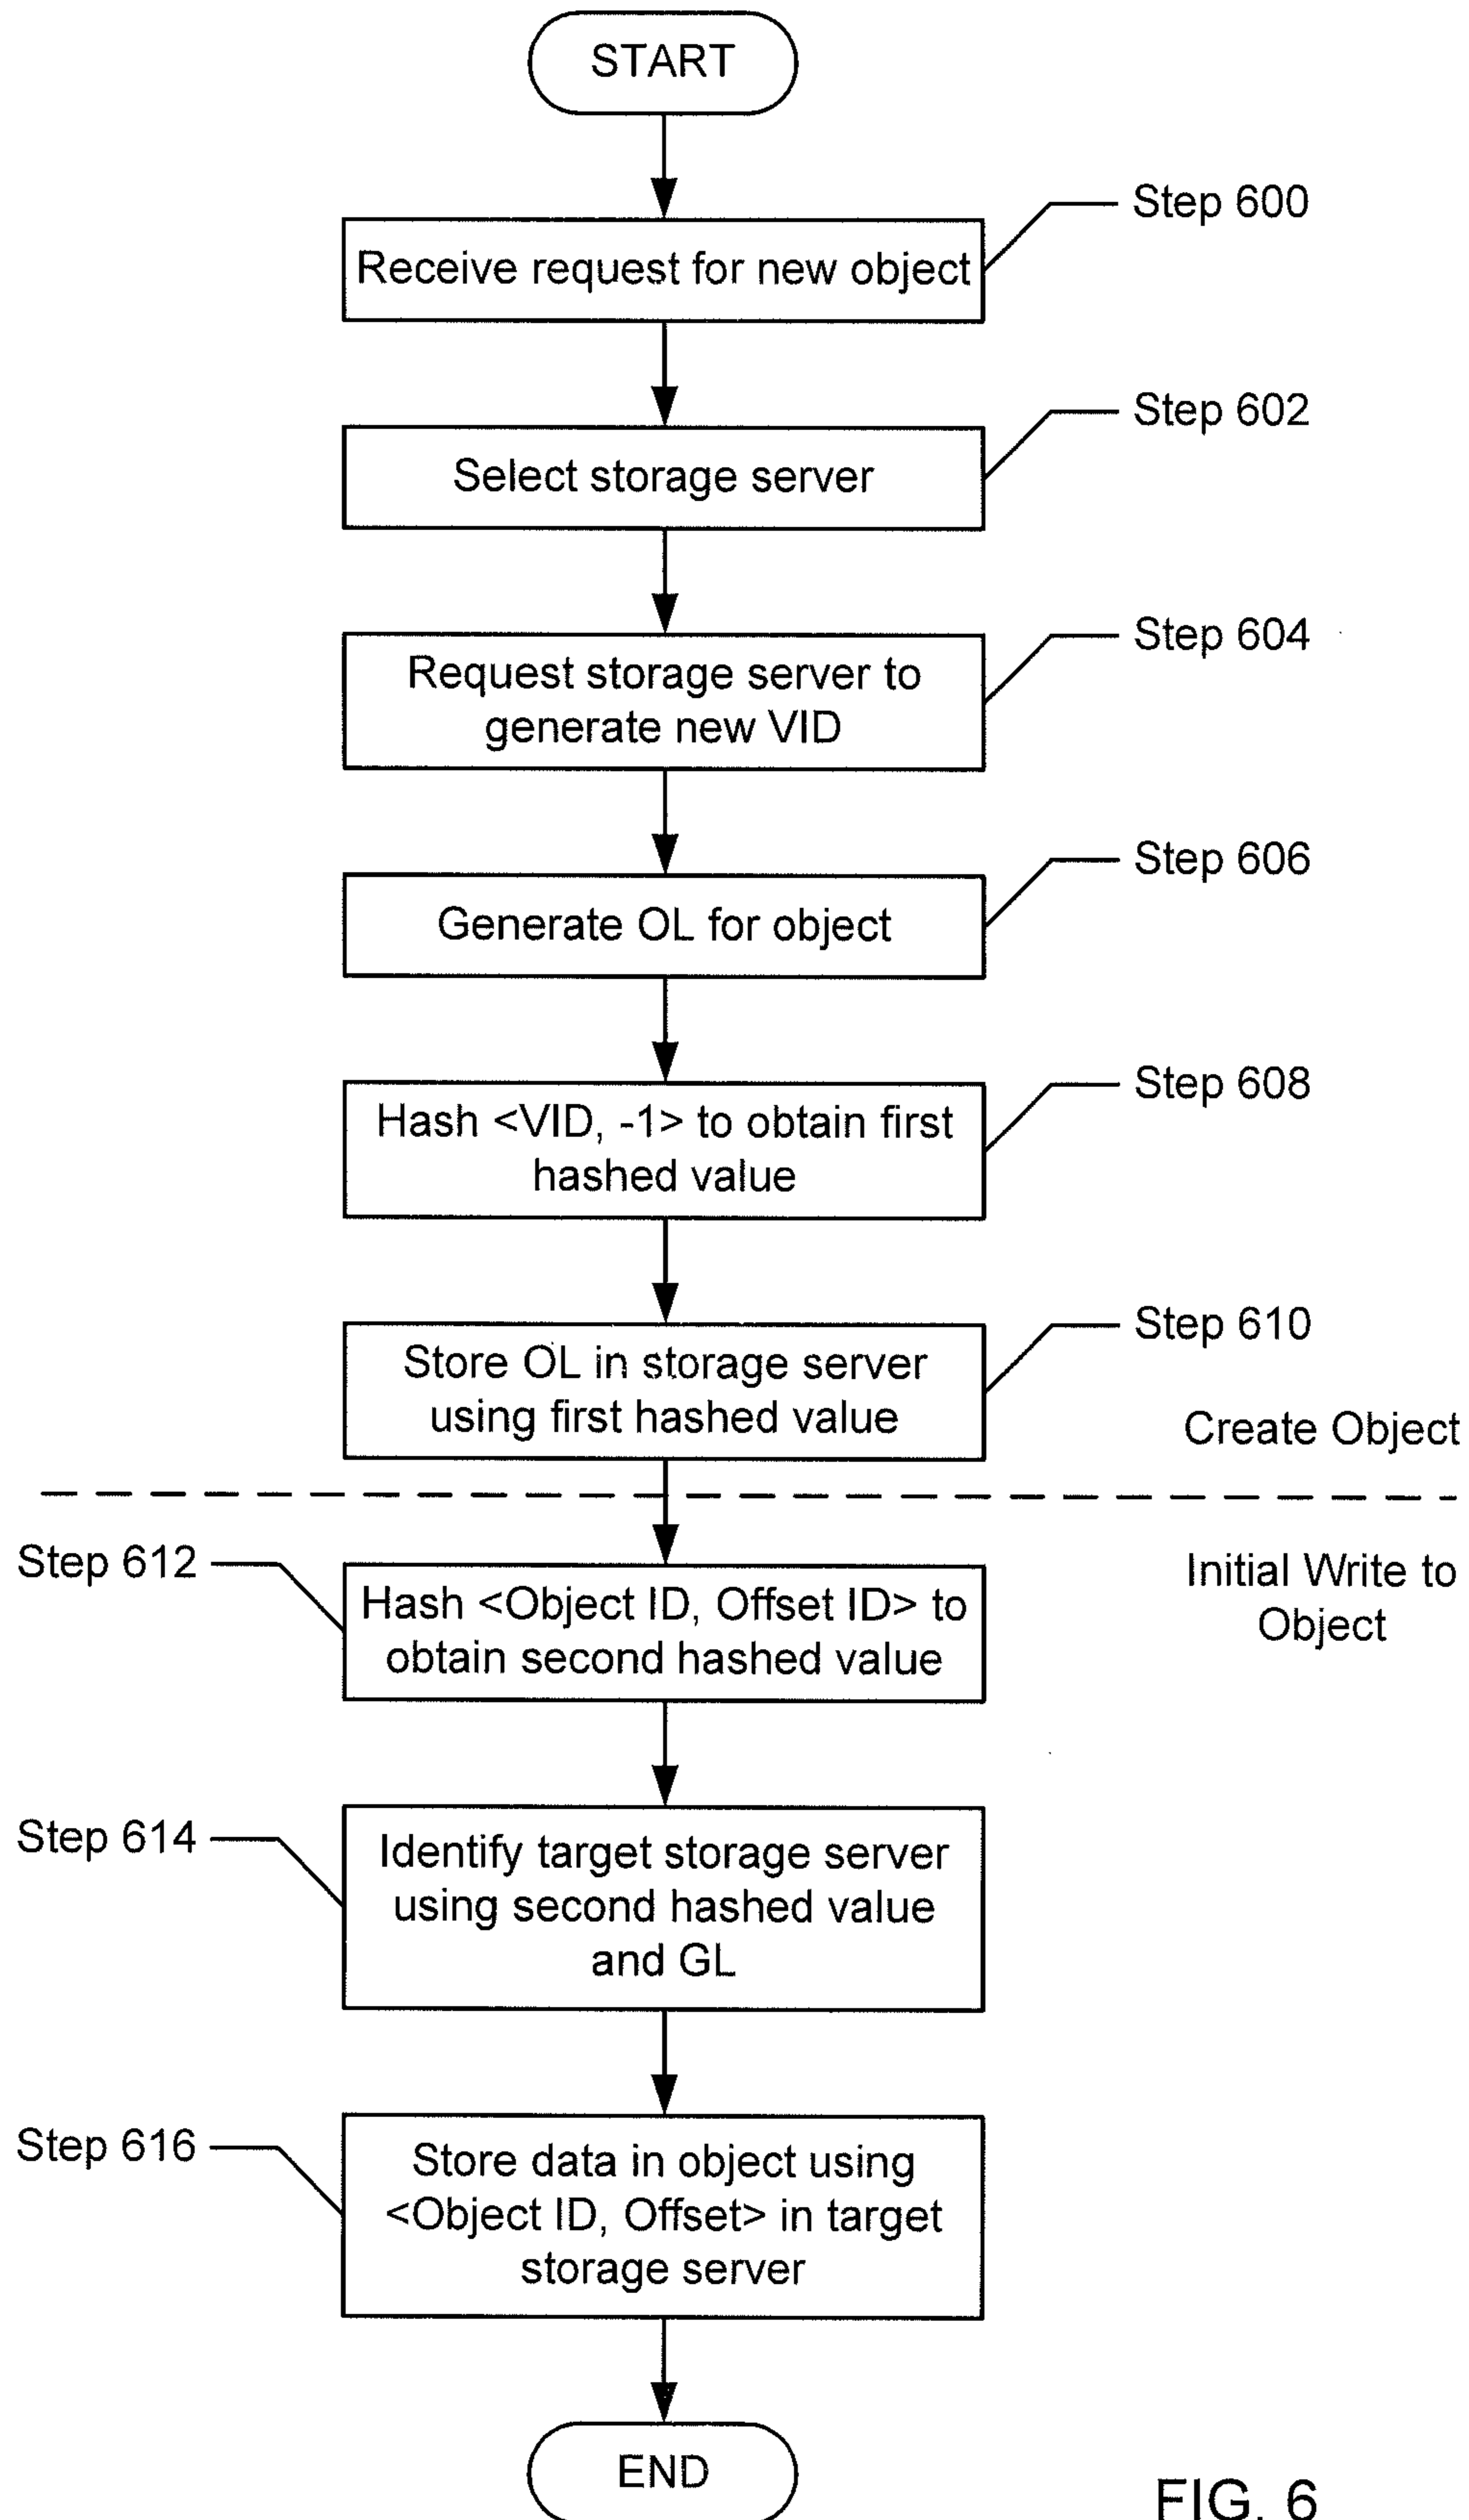 START
Step 600
Receive request for new object
Step 602
Select storage server
Step 604
Request storage server to
generate new VID
Step 606
Generate OL for object
Step 608
Hash <VID, -1> to obtain first
hashed value
Step 610
Store OL in storage server
using first hashed value
Create Object
Step 612
Initial Write to
Object
Hash <Object ID, Offset ID> to
obtain second hashed value
Step 614
Identify target storage server
using second hashed value
and GL
Step 616
Store data in object using
<Object ID, Offset> in target
storage server
END
FIG. 6